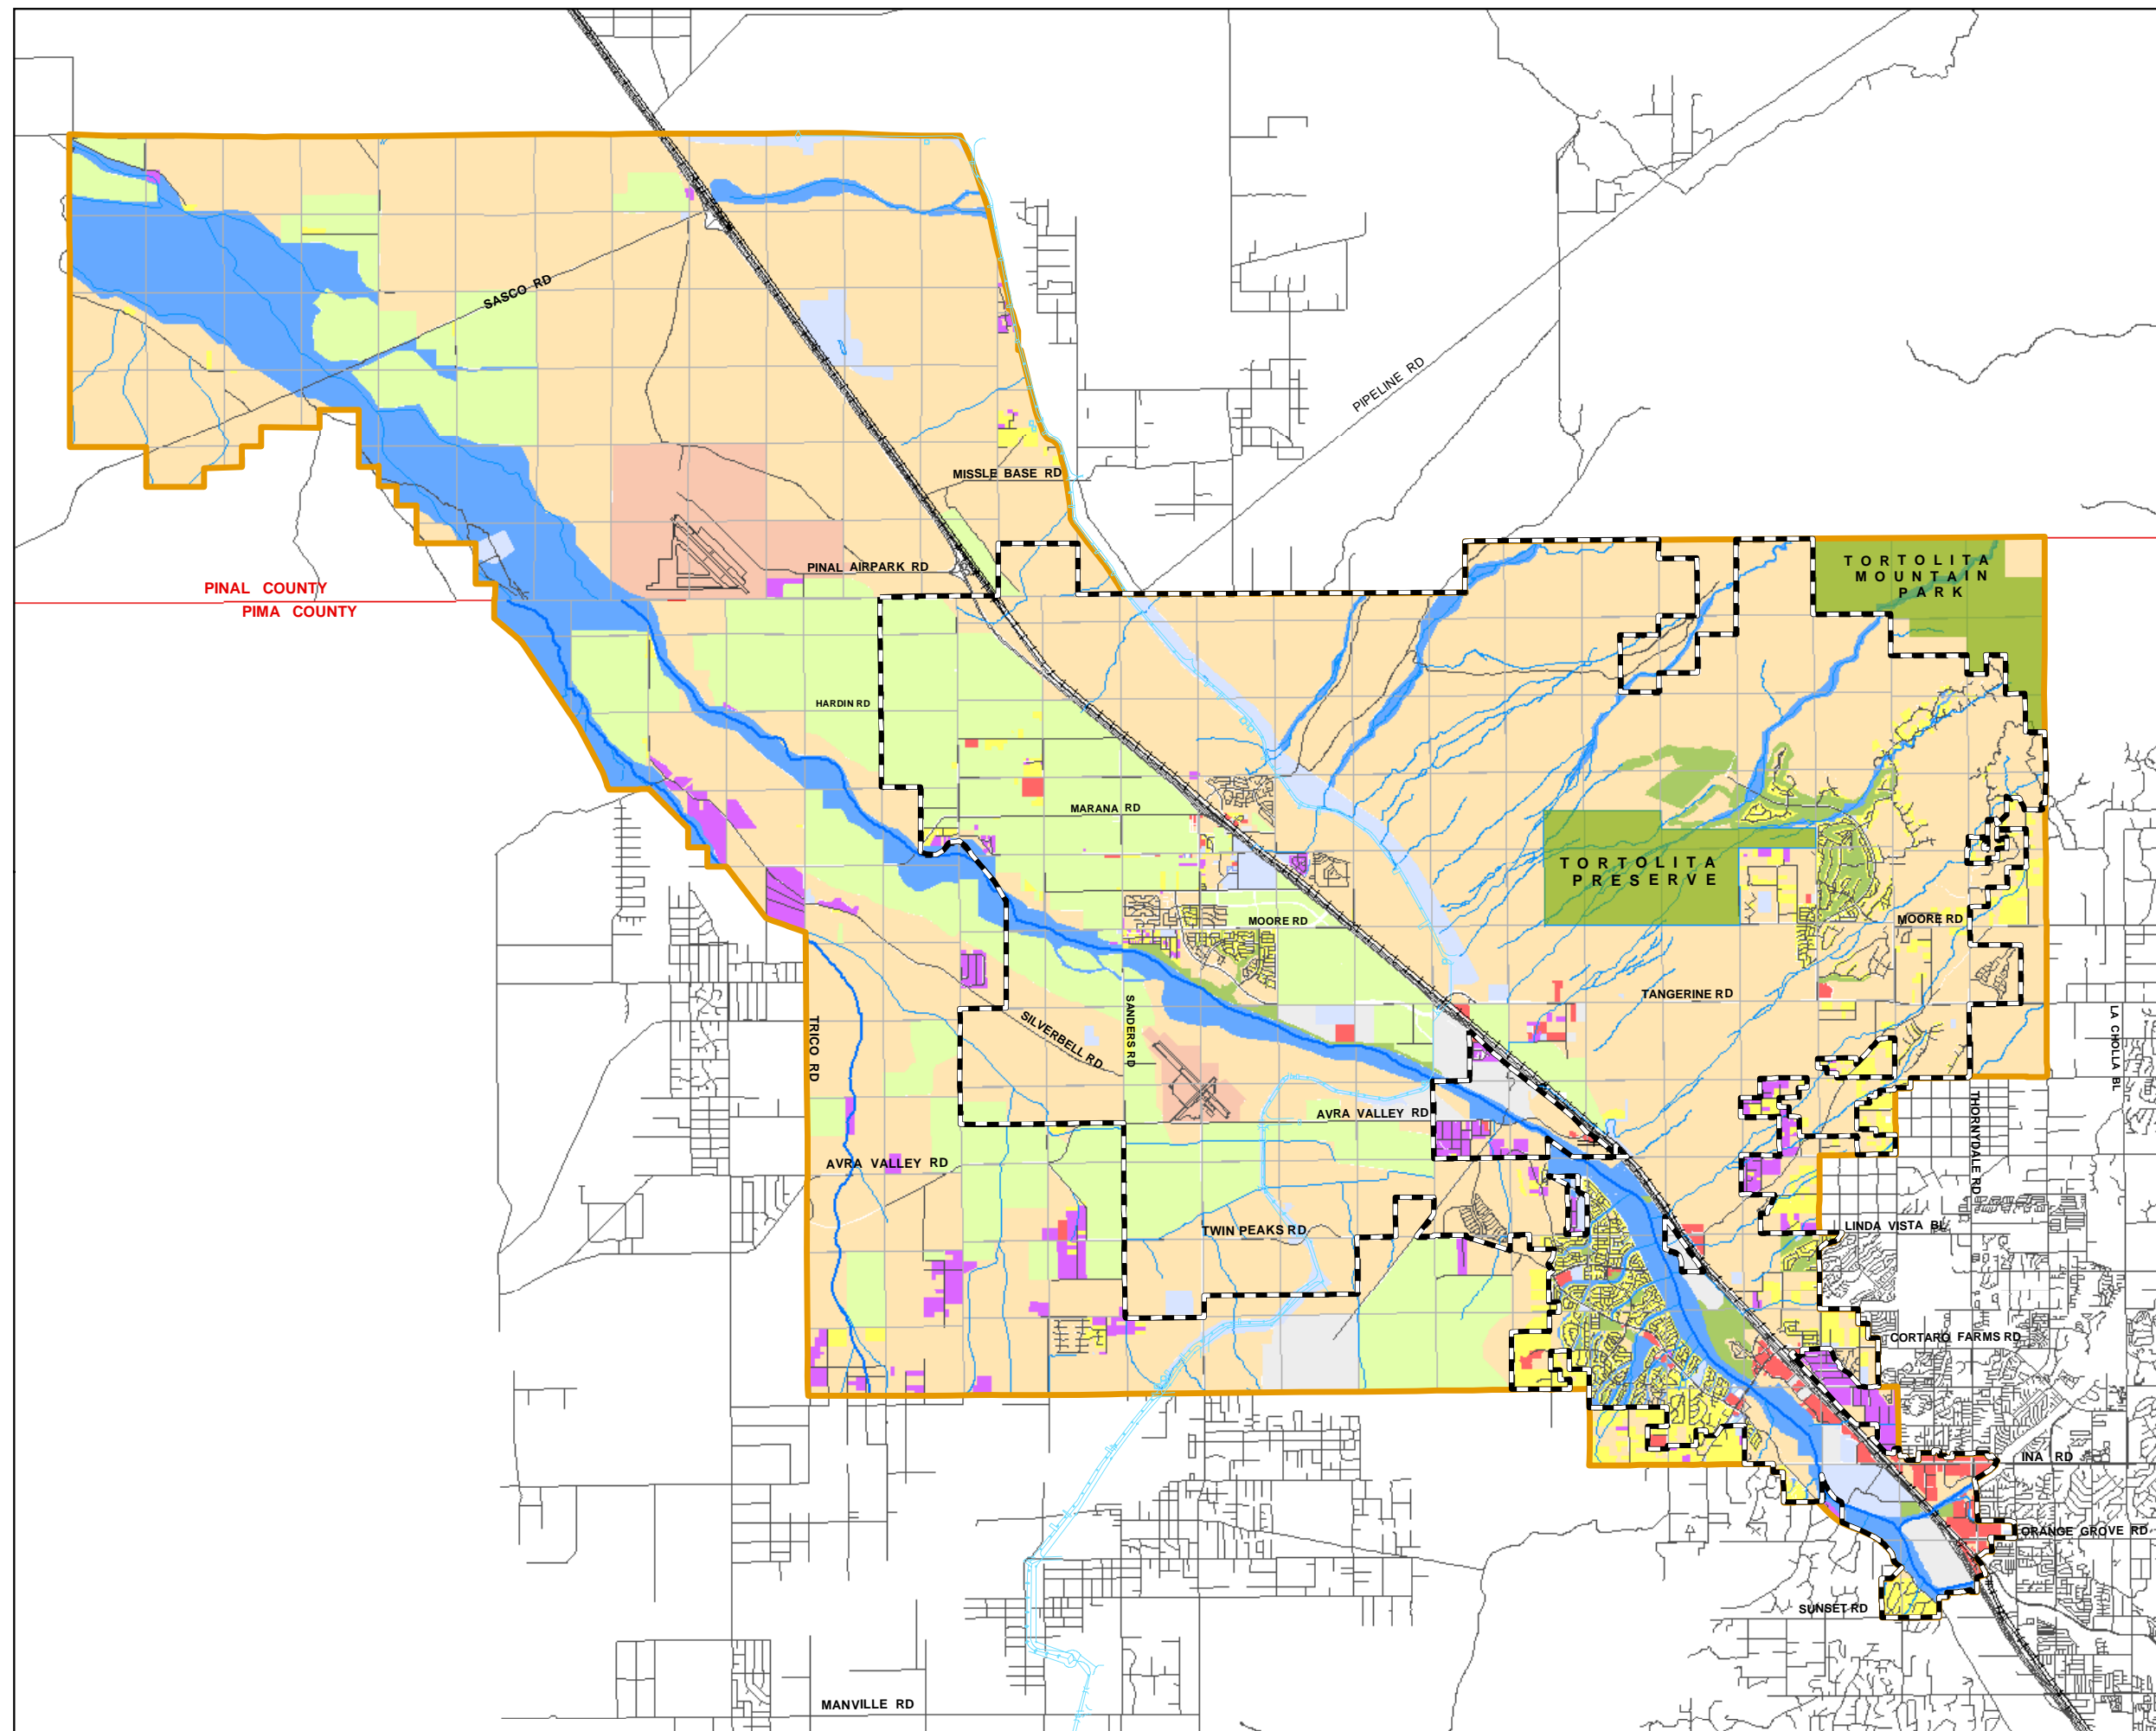 SASCO RD
PIPELINE RD
MISSLE BASE RD
TORTOLITA
MOUNTAIN
PARK
PINAL AIRPARK RD
PINAL COUNTY
PIMA COUNTY
HARDIN RD
MARANA RD
TORTOLITA
PRESERVE
MOORE RD
MOORE RD
TANGERINE RD
SANDERS RD
SILVERBELL RD
TRICO RD
LA CHOLLA BL
AVRA VALLEY RD
THORNYDALE RD
AVRA VALLEY RD
TWIN PEAKS RD
LINDA VISTA BL
CORTARO FARMS RD
INA RD
ORANGE GROVE RD
SUNSET RD
MANVILLE RD